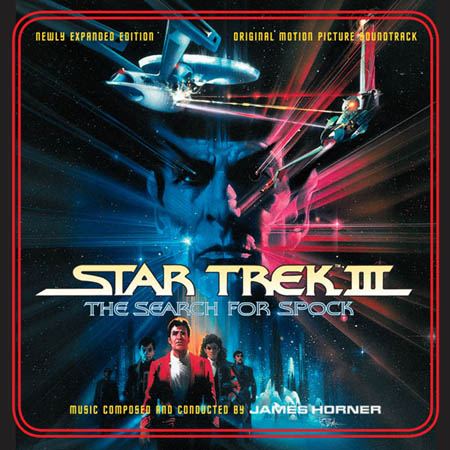 NEWLY EXPANDED EDITION ORIGINAL MOTION PICTURE SOUNDTRACK
STAR TREK III
THE SEARCH FOR SPOCK
MUSIC COMPOSED AND CONDUCTED BY JAMES HORNER